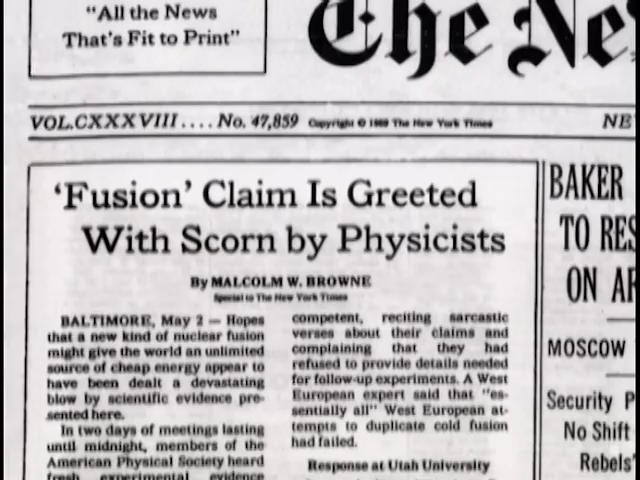 "All the News
That's Fit to Print"
The Ne
VOL.CXXXVIII.... No. 47,859
Copyright © 1989 The New York Times
NE
'Fusion' Claim Is Greeted
With Scorn by Physicists
By MALCOLM W. BROWNE
Special to The New York Times
BALTIMORE, May 2 — Hopes
that a new kind of nuclear fusion
might give the world an unlimited
source of cheap energy appear to
have been dealt a devastating
blow by scientific evidence pre-
sented here.
In two days of meetings lasting
until midnight, members of the
American Physical Society heard
fresh experimental evidence
competent, reciting sarcastic
verses about their claims and
complaining that they had
refused to provide details needed
for follow-up experiments. A West
European expert said that "es-
sentially all" West European at-
tempts to duplicate cold fusion
had failed.
Response at Utah University
BAKER
TO RES
ON AR
MOSCOW
Security P
No Shift
Rebels'